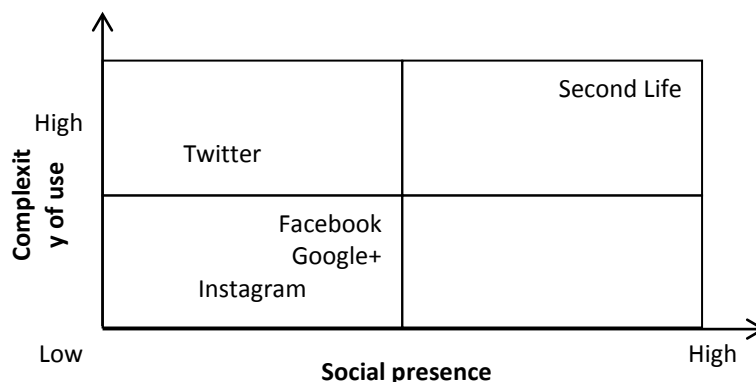 Second Life
High
Twitter
Complexit
y of use
Facebook
Google+
Instagram
Low
High
Social presence